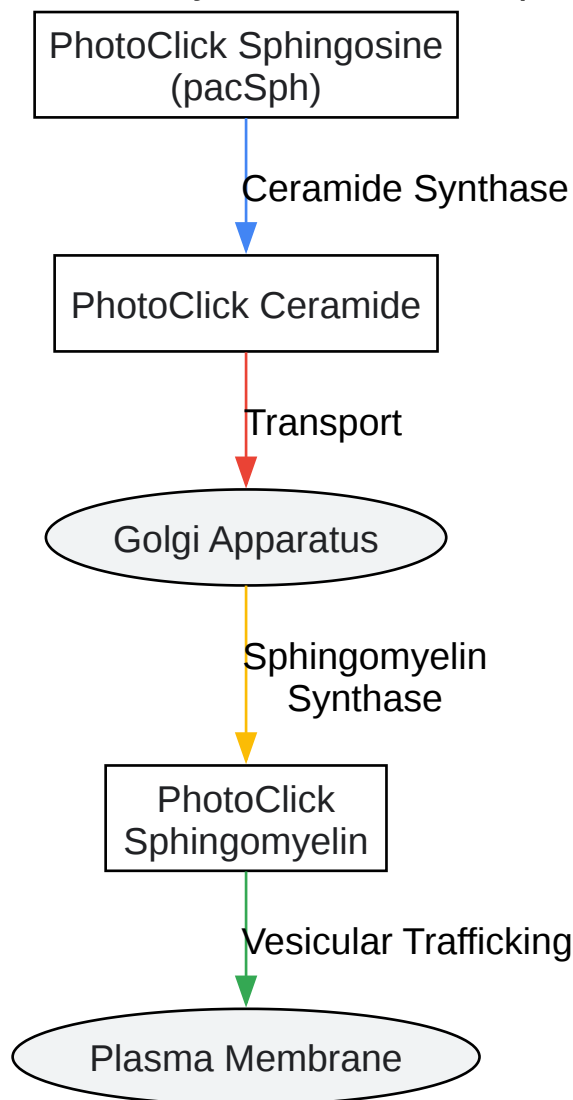 PhotoClick Sphingosine
(pacSph)
Ceramide Synthase
PhotoClick Ceramide
Transport
Golgi Apparatus
Sphingomyelin
Synthase
PhotoClick
Sphingomyelin
Vesicular Trafficking
Plasma Membrane